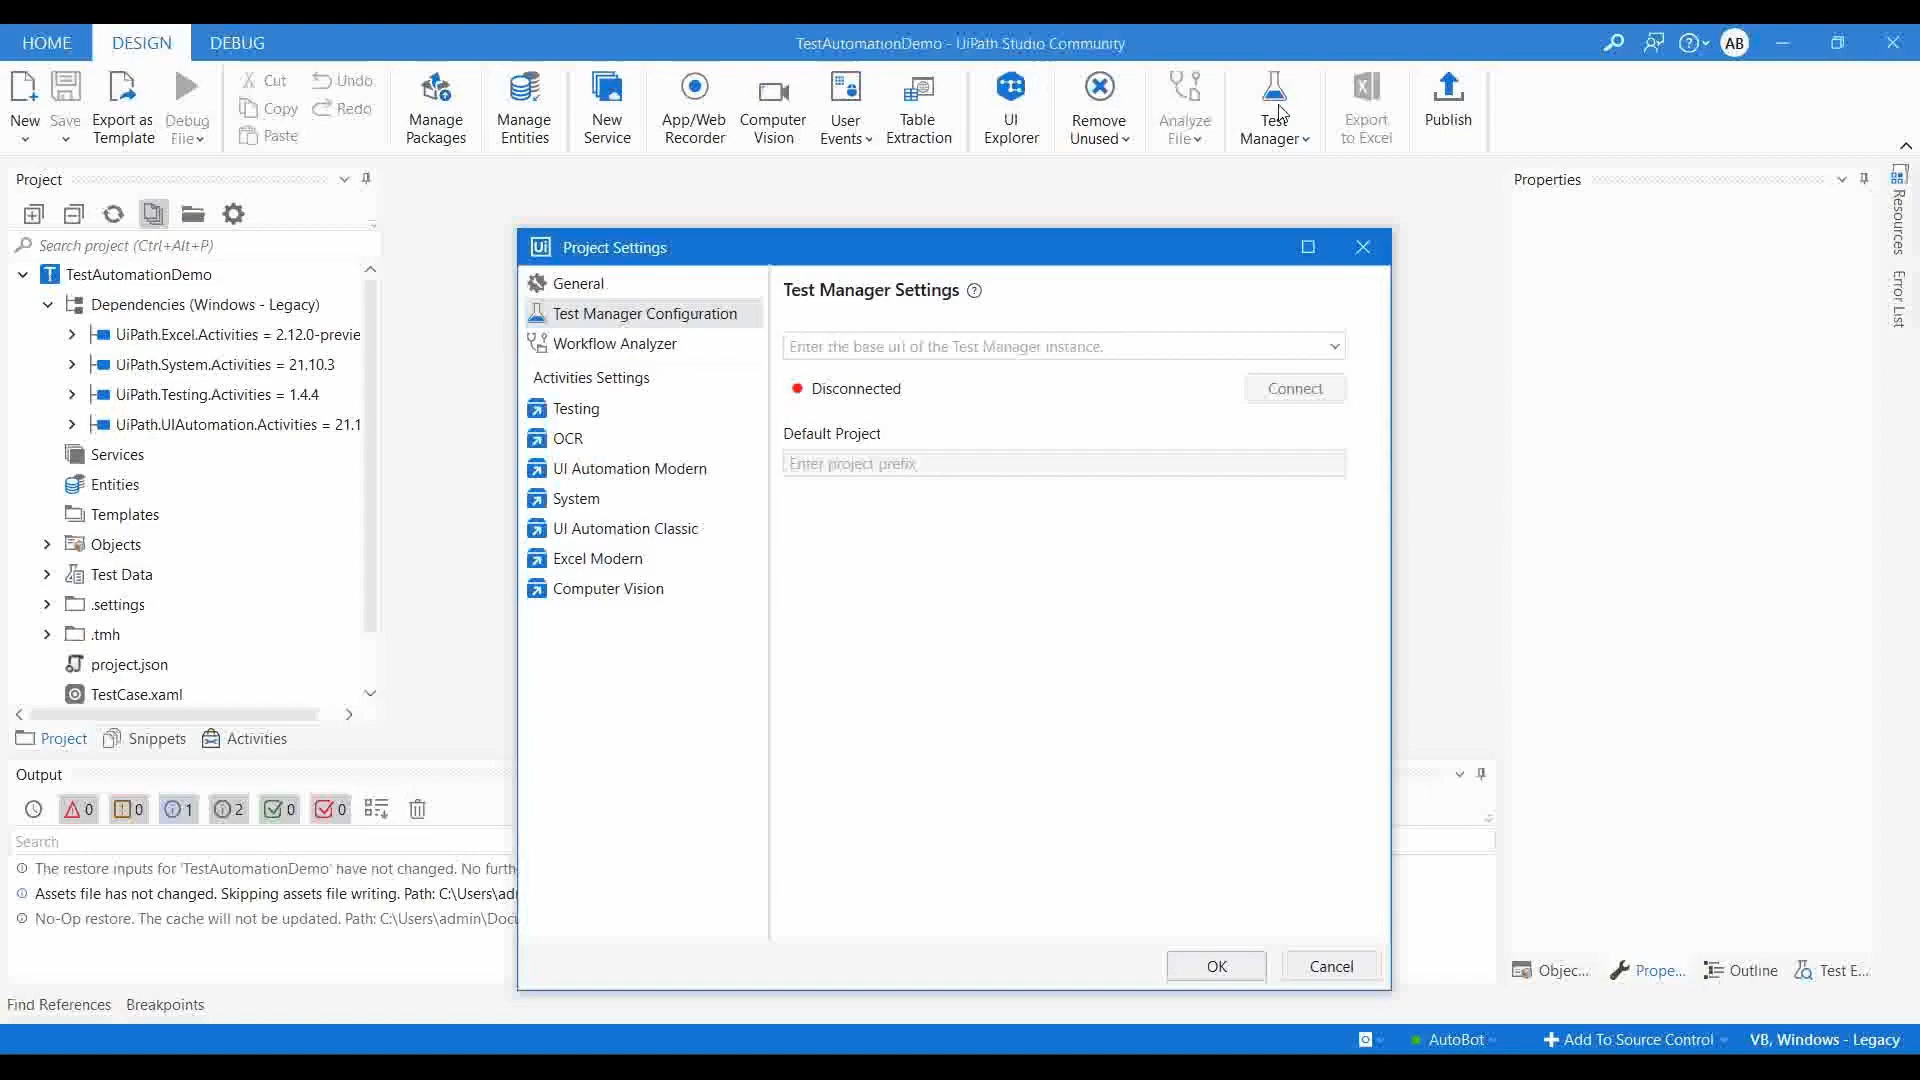 HOME DESIGN DEBUG
TestAutomationDemo - UiPath Studio Community
AB
New
Save
Export as
Template
Debug
File
Cut
Copy
Paste
Undo
Redo
Manage
Packages
Manage
Entities
New
Service
App/Web
Recorder
Computer
Vision
User
Events
Table
Extraction
UI
Explorer
Remove
Unused
Analyze
File
Test
Manager
Export
to Excel
Publish
Project
Search project (Ctrl+Alt+P)
TestAutomationDemo
Dependencies (Windows - Legacy)
UiPath.Excel.Activities = 2.12.0-previe
UiPath.System.Activities = 21.10.3
UiPath.Testing.Activities = 1.4.4
UiPath.UIAutomation.Activities = 21.1
Services
Entities
Templates
Objects
Test Data
.settings
.tmh
project.json
TestCase.xaml
Project Snippets Activities
Ui Project Settings
General
Test Manager Configuration
Workflow Analyzer
Activities Settings
Testing
OCR
UI Automation Modern
System
UI Automation Classic
Excel Modern
Computer Vision
Test Manager Settings
Enter the base url of the Test Manager instance.
Disconnected
Connect
Default Project
Enter project prefix
OK Cancel
Properties
Resources
Error List
Objec... Prope... Outline Test E...
Output
0 0 1 2 0 0
Search
The restore inputs for 'TestAutomationDemo' have not changed. No furth
Assets file has not changed. Skipping assets file writing. Path: C:\Users\adn
No-Op restore. The cache will not be updated. Path: C:\Users\admin\Docu
Find References Breakpoints
AutoBot Add To Source Control VB, Windows - Legacy